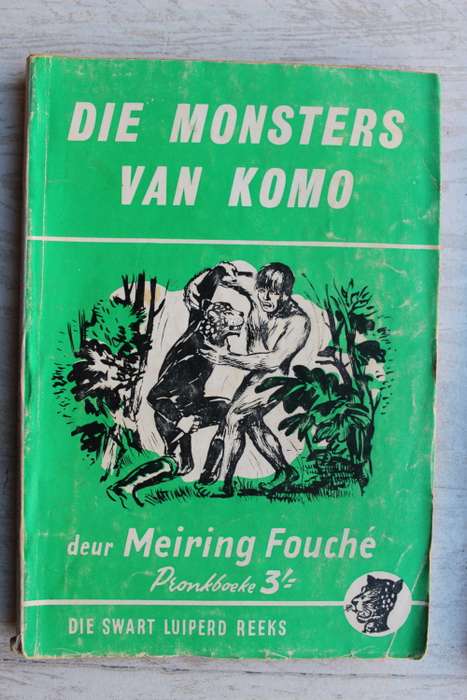 DIE MONSTERS
VAN KOMO
deur Meiring Fouché
Pronkboeke 3/=
DIE SWART LUIPERD REEKS